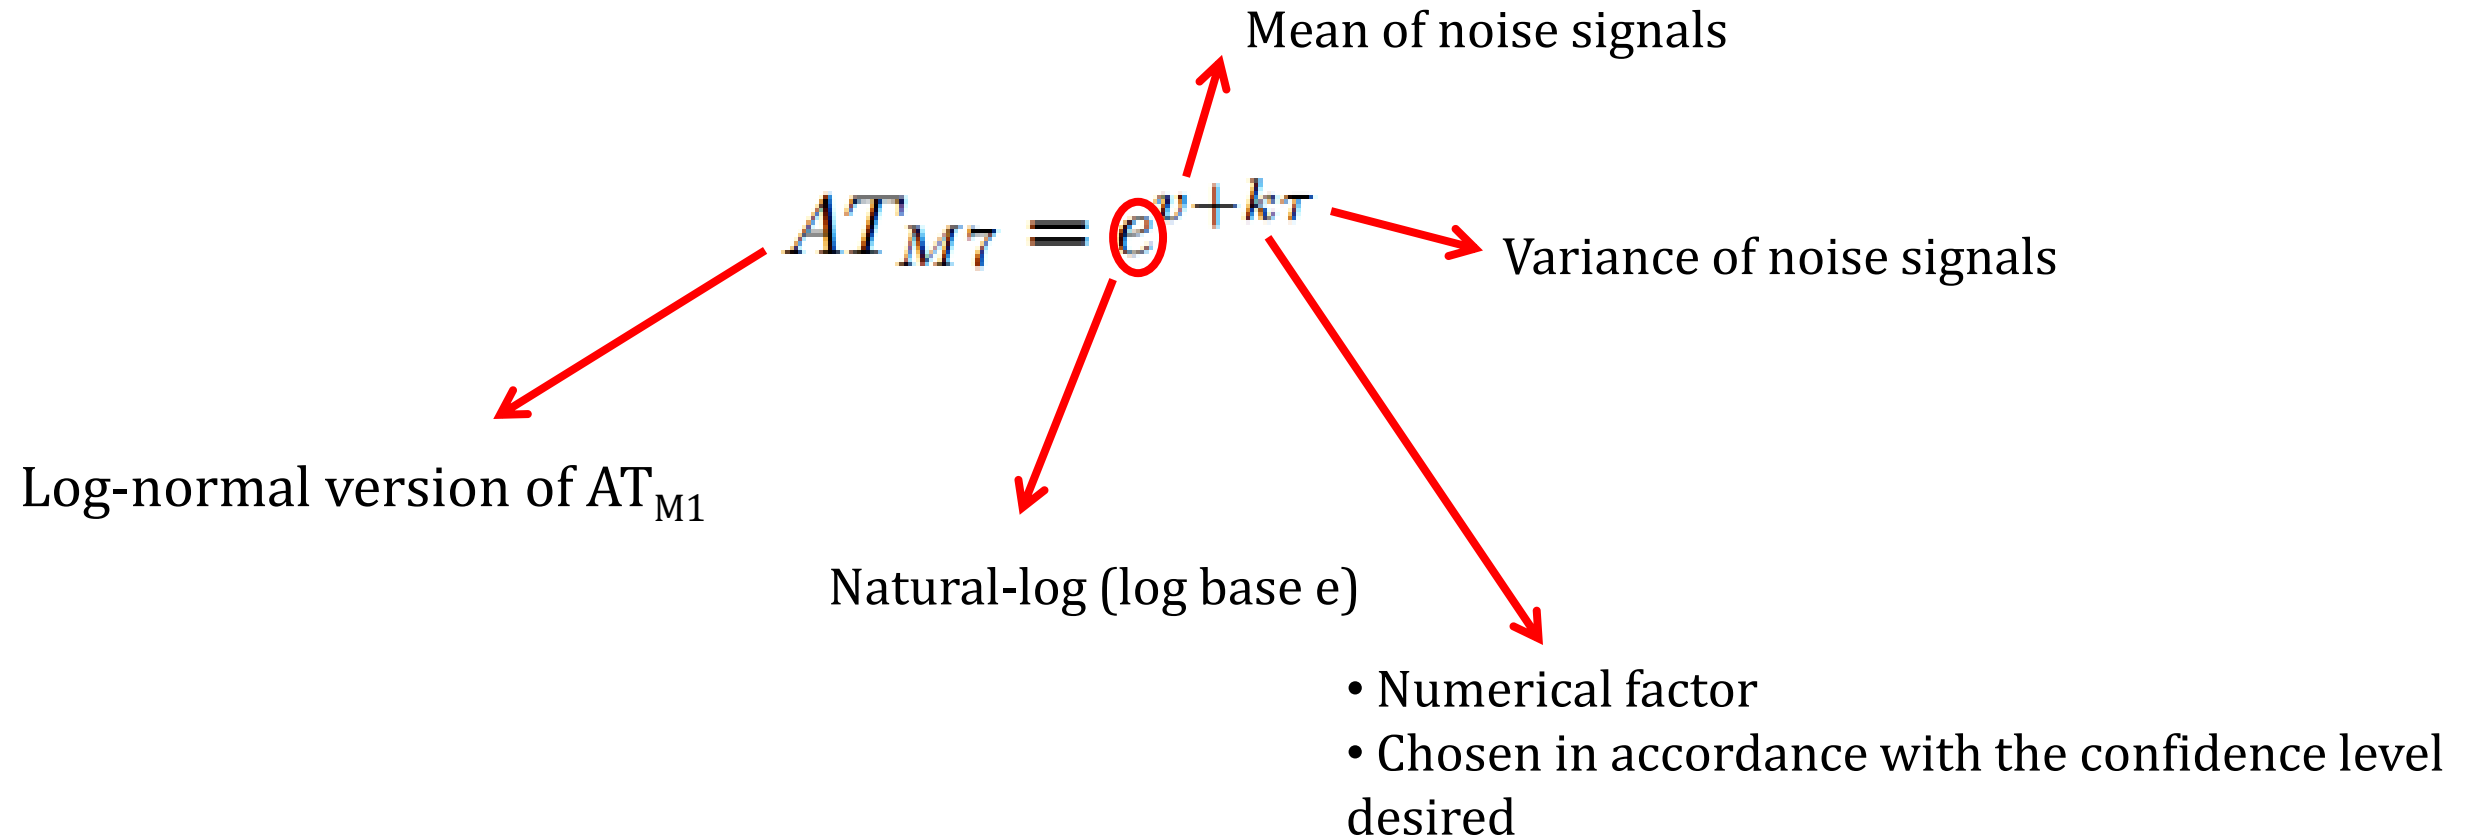 Mean of noise signals
AT_{M7} = e^{v+kτ}
Variance of noise signals
Log-normal version of AT_{M1}
Natural-log (log base e)
• Numerical factor
• Chosen in accordance with the confidence level
desired